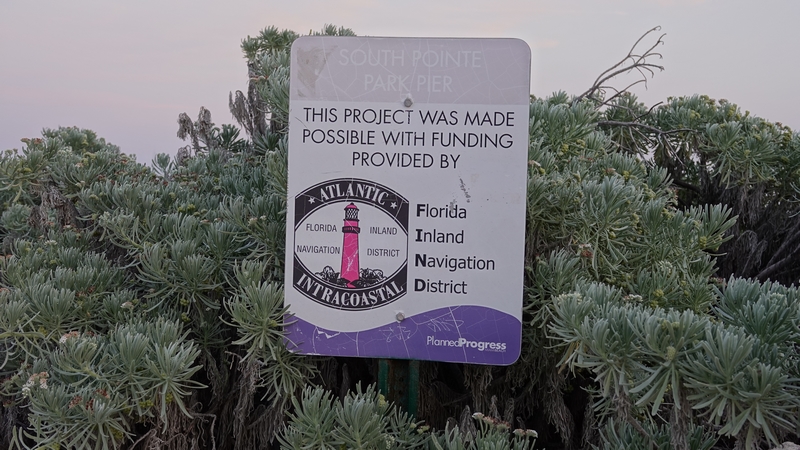 SOUTH POINTE
PARK PIER
THIS PROJECT WAS MADE
POSSIBLE WITH FUNDING
PROVIDED BY
ATLANTIC
FLORIDA INLAND
NAVIGATION DISTRICT
INTRACOASTAL
Florida
Inland
Navigation
District
PlannedProgress